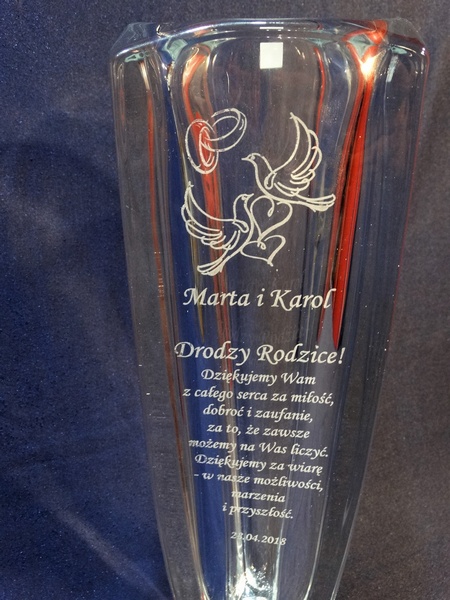 Marta i Karol
Drodzy Rodzice!
Dziękujemy Wam
z całego serca za miłość,
dobroć i zaufanie,
za to, że zawsze
możemy na Was liczyć.
Dziękujemy za wiarę
- w nasze możliwości,
marzenia
i przyszłość.
28.04.2018